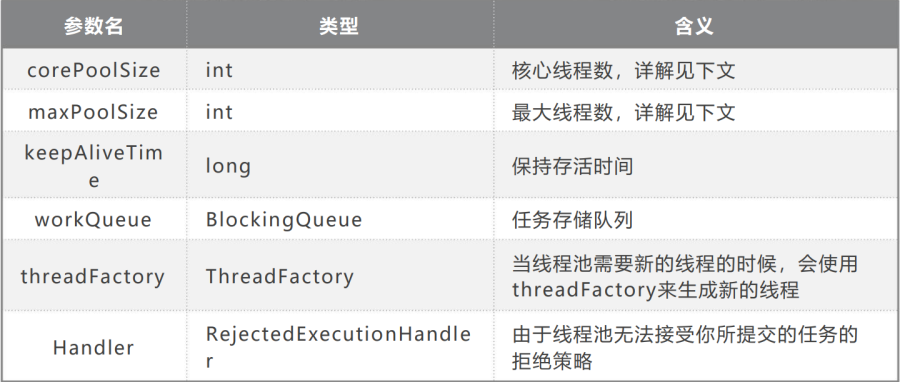 参数名 类型 含义
corePoolSize int 核心线程数，详解见下文
maxPoolSize int 最大线程数，详解见下文
keepAliveTim
e long 保持存活时间
workQueue BlockingQueue 任务存储队列
threadFactory ThreadFactory 当线程池需要新的线程的时候，会使用
threadFactory来生成新的线程
Handler RejectedExecutionHandle
r 由于线程池无法接受你所提交的任务的
拒绝策略